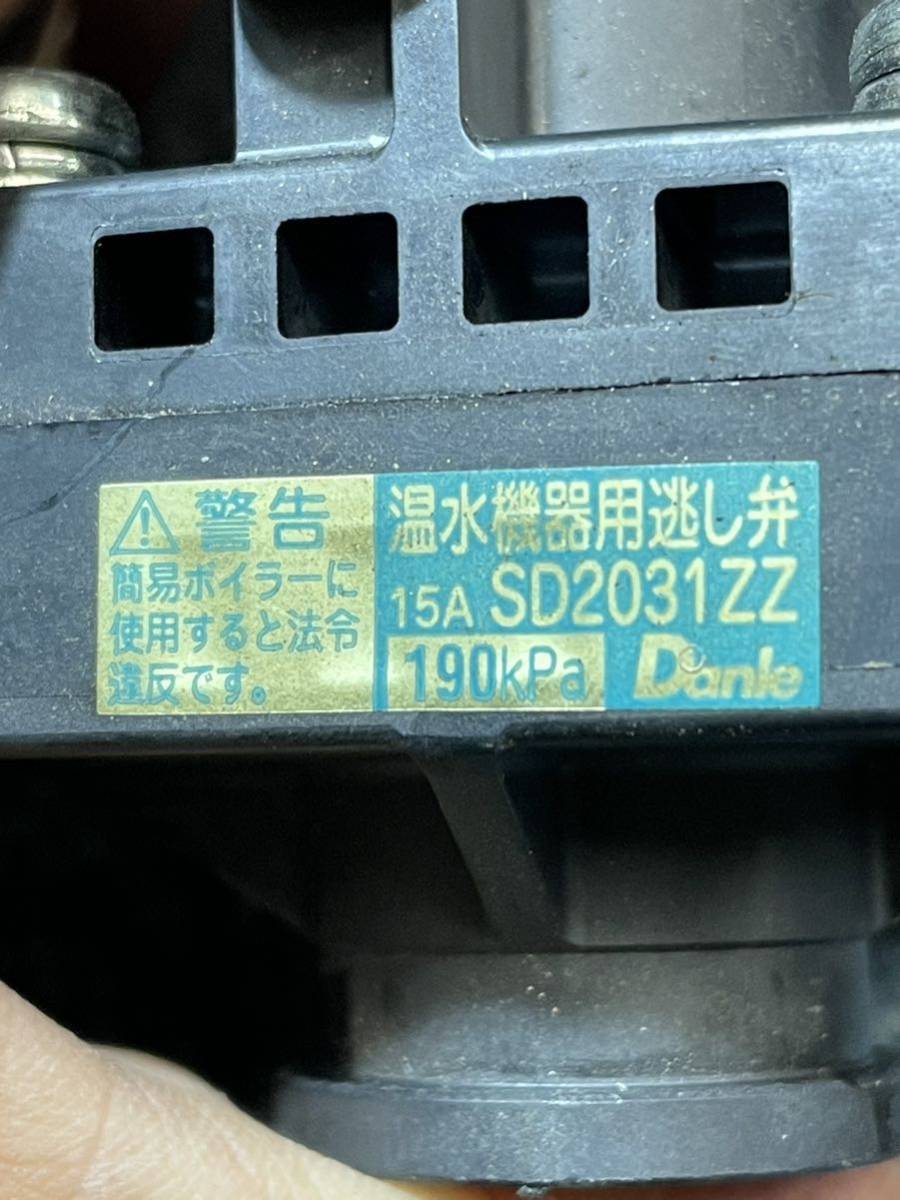 ⚠警告
簡易ボイラーに
使用すると法令
違反です。
温水機器用逃し弁
15A SD2031ZZ
190kPa Danle